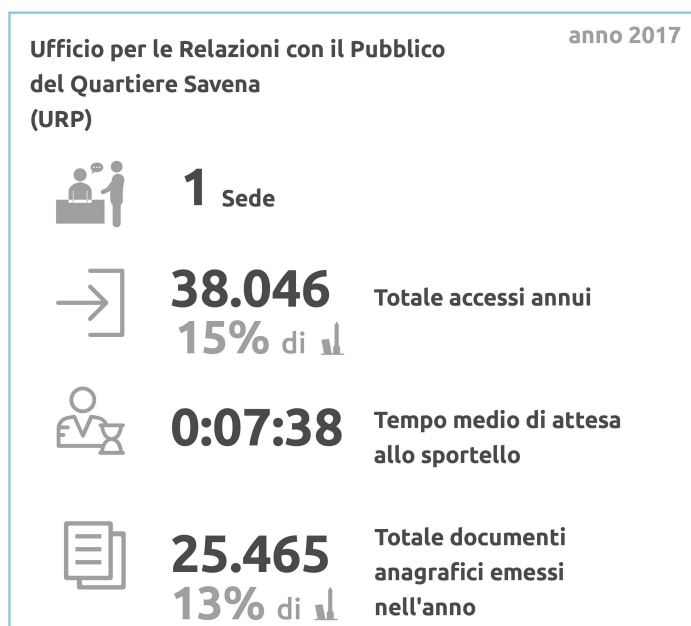 anno 2017
Ufficio per le Relazioni con il Pubblico
del Quartiere Savena
(URP)
1 Sede
38.046 Totale accessi annui
15% di
0:07:38 Tempo medio di attesa
allo sportello
25.465 Totale documenti
anagrafici emessi
nell'anno
13% di